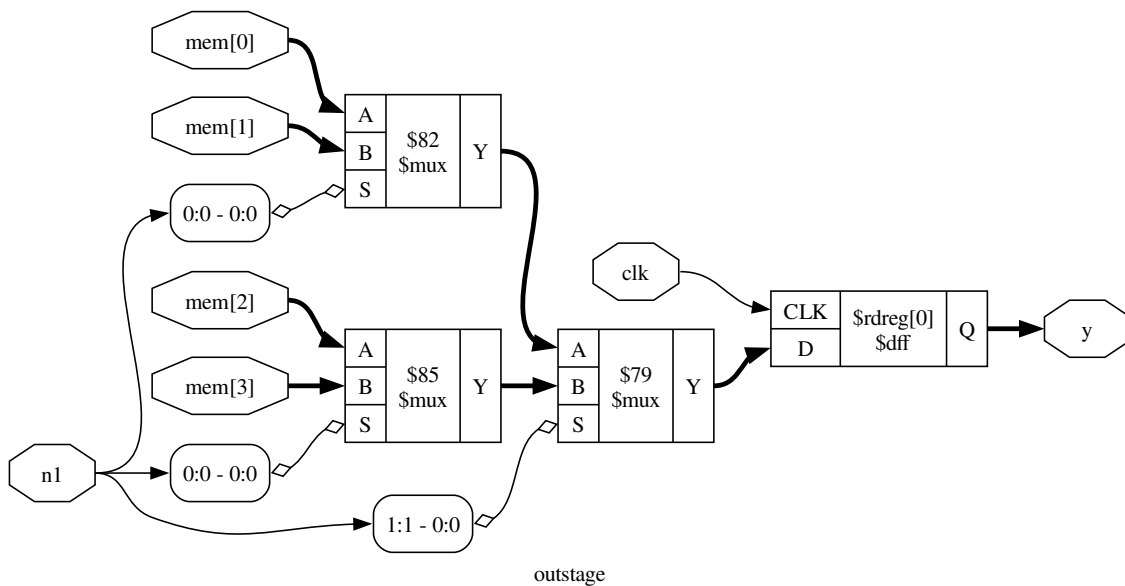 mem[0]
mem[1]
A
B
S
$82
$mux
Y
0:0 - 0:0
mem[2]
mem[3]
A
B
S
$85
$mux
Y
n1
0:0 - 0:0
1:1 - 0:0
A
B
S
$79
$mux
Y
clk
CLK
D
$rdreg[0]
$dff
Q
y
outstage